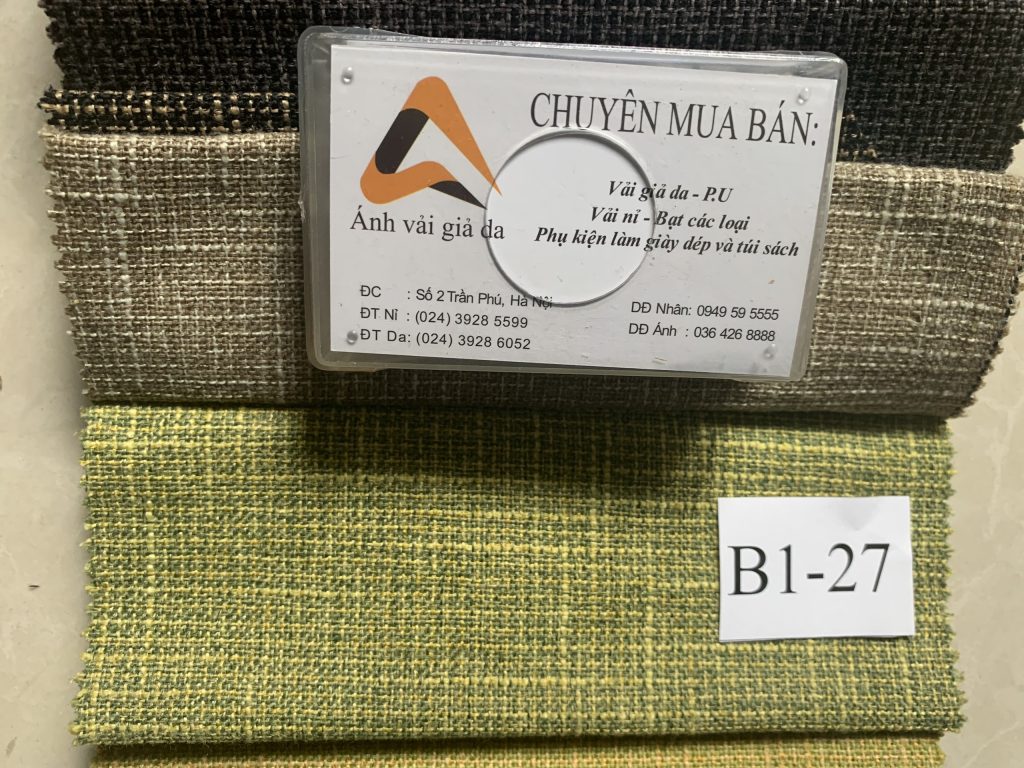 CHUYÊN MUA BÁN:
Vải giả da - P.U
Vải nỉ - Bạt các loại
Phụ kiện làm giày dép và túi sách
Ánh vải giả da
ĐC : Số 2 Trần Phú, Hà Nội
ĐT Nỉ : (024) 3928 5599
ĐT Da: (024) 3928 6052
DĐ Nhân: 0949 59 5555
DĐ Ánh : 036 426 8888
B1-27